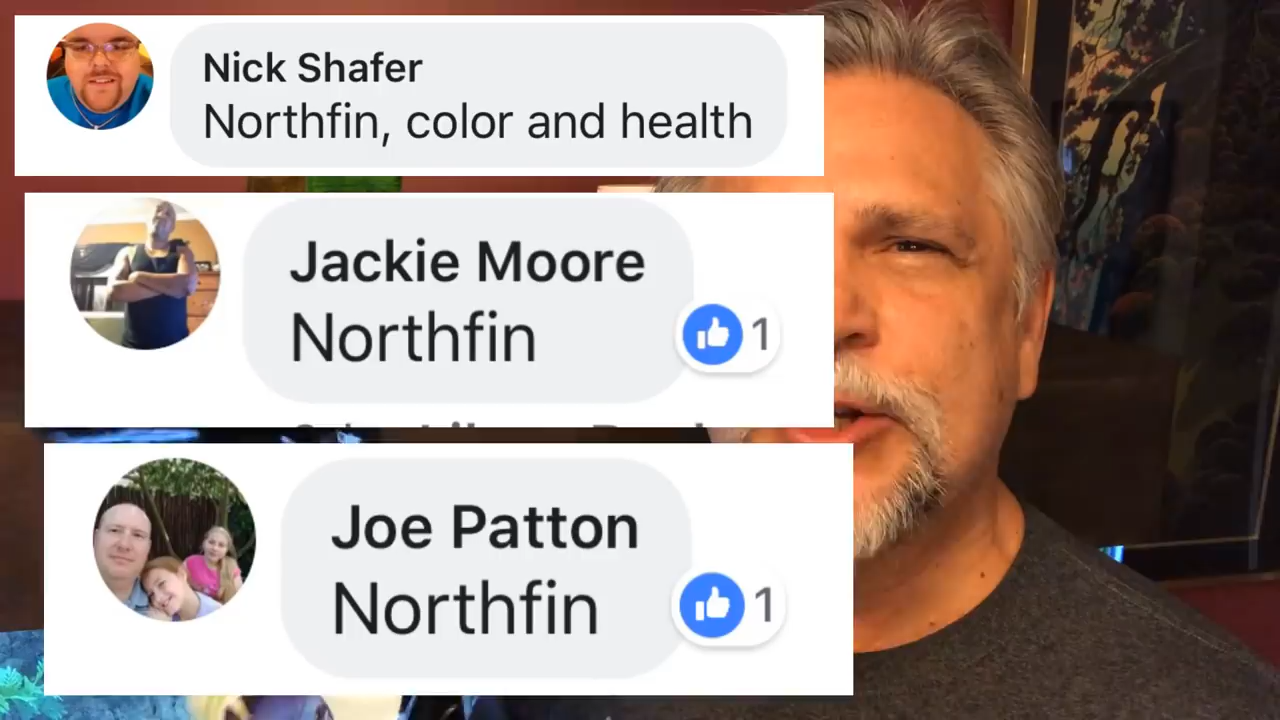 Nick Shafer
Northfin, color and health
Jackie Moore
Northfin
1
Joe Patton
Northfin
1